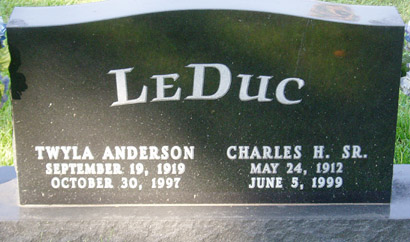 LeDuc
TWYLA ANDERSON
SEPTEMBER 19, 1919
OCTOBER 30, 1997
CHARLES H. SR.
MAY 24, 1912
JUNE 5, 1999